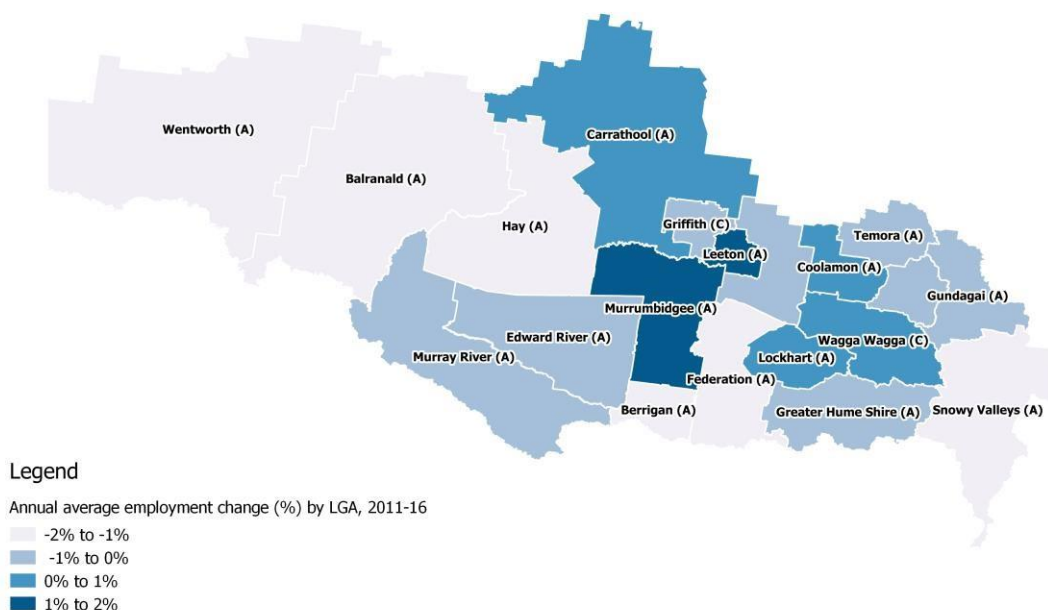 Wentworth (A)
Balranald (A)
Hay (A)
Carrathool (A)
Griffith (C)
Leeton (A)
Temora (A)
Coolamon (A)
Gundagai (A)
Murrumbidgee (A)
Wagga Wagga (C)
Edward River (A)
Murray River (A)
Lockhart (A)
Federation (A)
Berrigan (A)
Greater Hume Shire (A)
Snowy Valleys (A)
Legend
Annual average employment change (%) by LGA, 2011-16
-2% to -1%
-1% to 0%
0% to 1%
1% to 2%